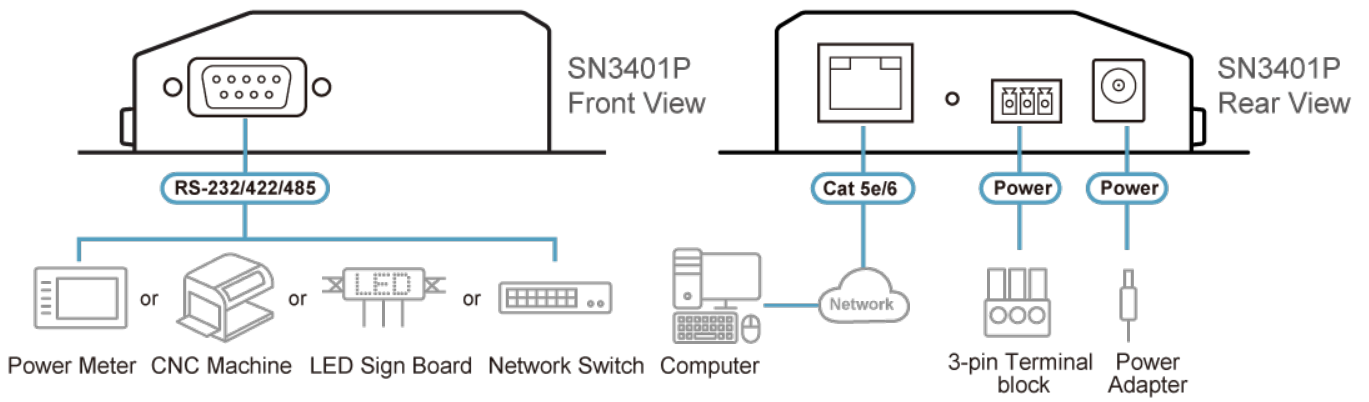 SN3401P
Front View
SN3401P
Rear View
RS-232/422/485
Cat 5e/6
Power
Power
LED
Network
or
or
or
Power Meter
CNC Machine
LED Sign Board
Network Switch
Computer
3-pin Terminal
block
Power
Adapter